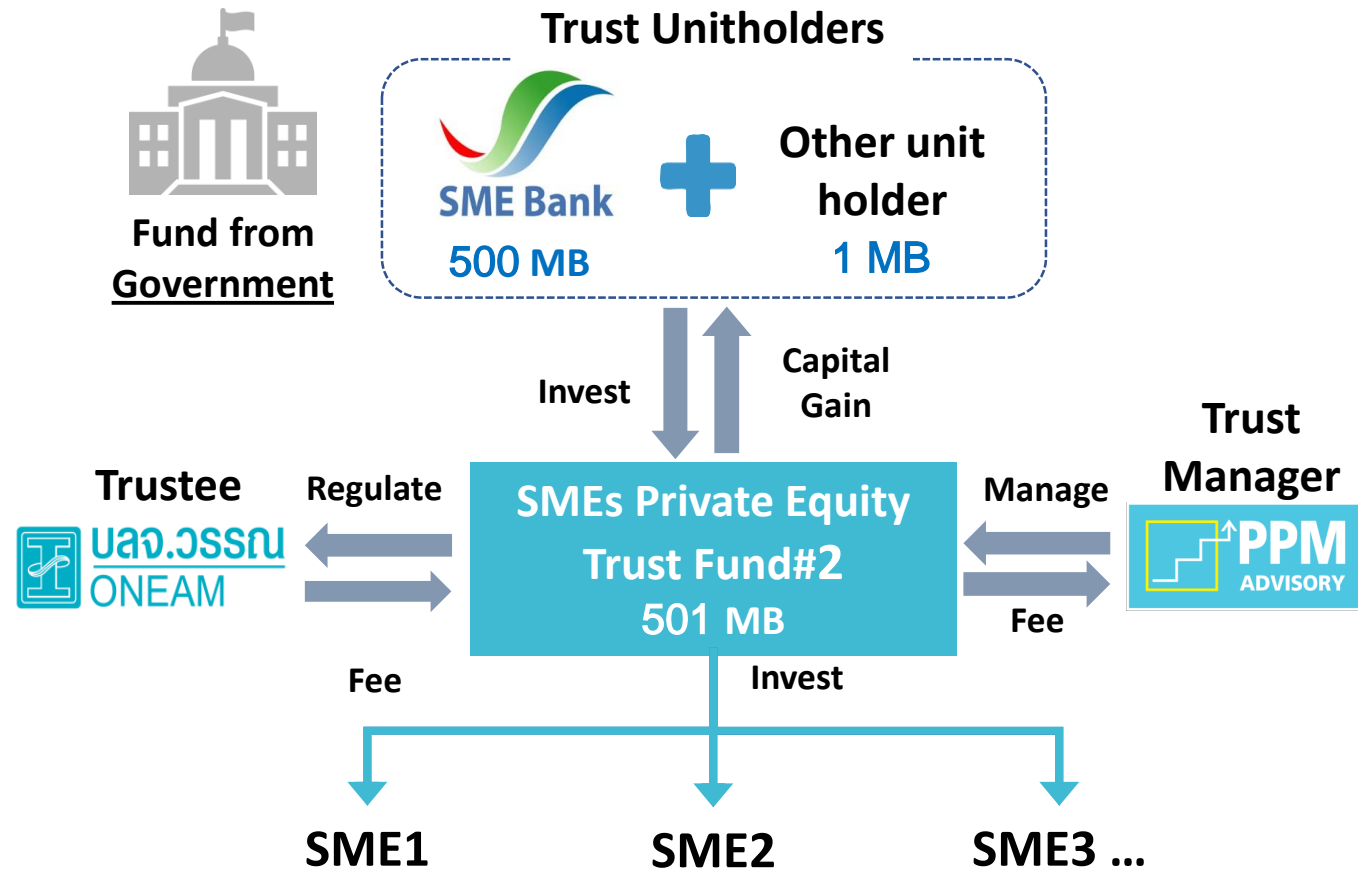 Trust Unitholders
SME Bank
500 MB
Other unit
holder
1 MB
Fund from
Government
Invest
Capital
Gain
Trustee
บลจ.วรรณ
ONEAM
Regulate
Fee
SMEs Private Equity
Trust Fund#2
501 MB
Manage
Fee
Trust
Manager
PPM
ADVISORY
Invest
SME1
SME2
SME3 ...